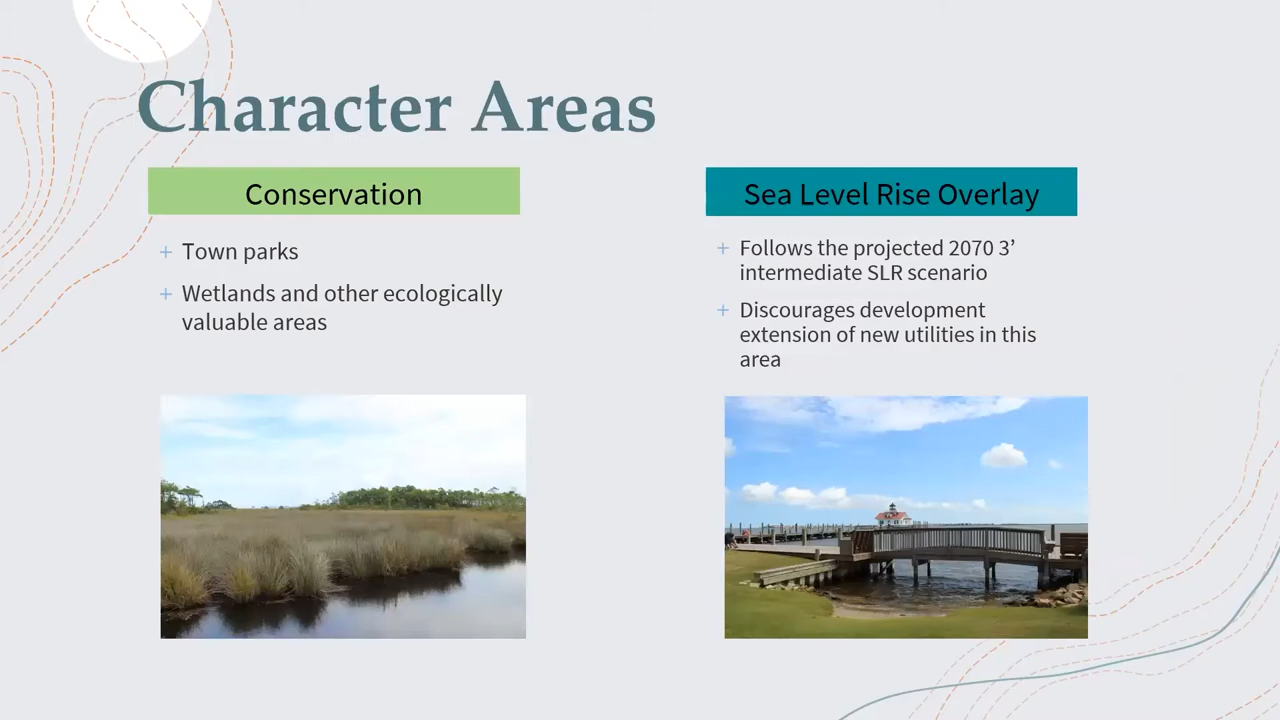 Character Areas
Conservation
+ Town parks
+ Wetlands and other ecologically
valuable areas
Sea Level Rise Overlay
+ Follows the projected 2070 3’
intermediate SLR scenario
+ Discourages development
extension of new utilities in this
area